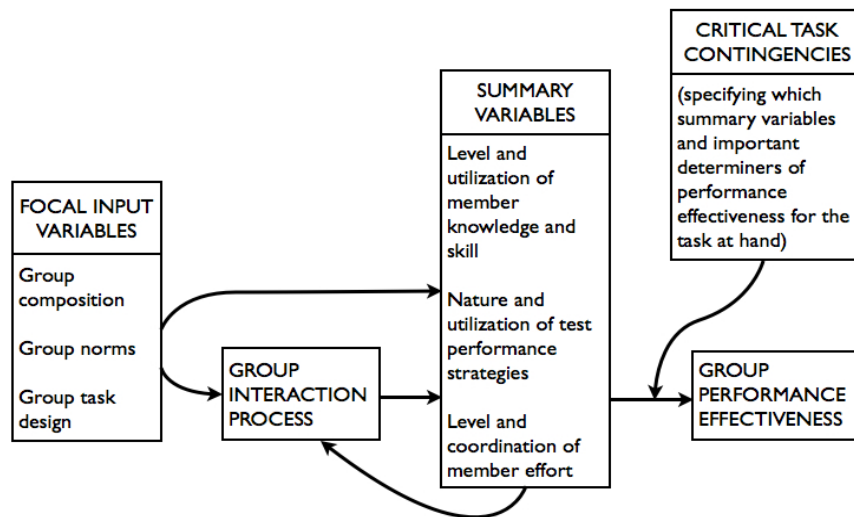 FOCAL INPUT
VARIABLES
Group
composition
Group norms
Group task
design
GROUP
INTERACTION
PROCESS
SUMMARY
VARIABLES
Level and
utilization of
member
knowledge and
skill
Nature and
utilization of test
performance
strategies
Level and
coordination of
member effort
CRITICAL TASK
CONTINGENCIES
(specifying which
summary variables
and important
determiners of
performance
effectiveness for the
task at hand)
GROUP
PERFORMANCE
EFFECTIVENESS